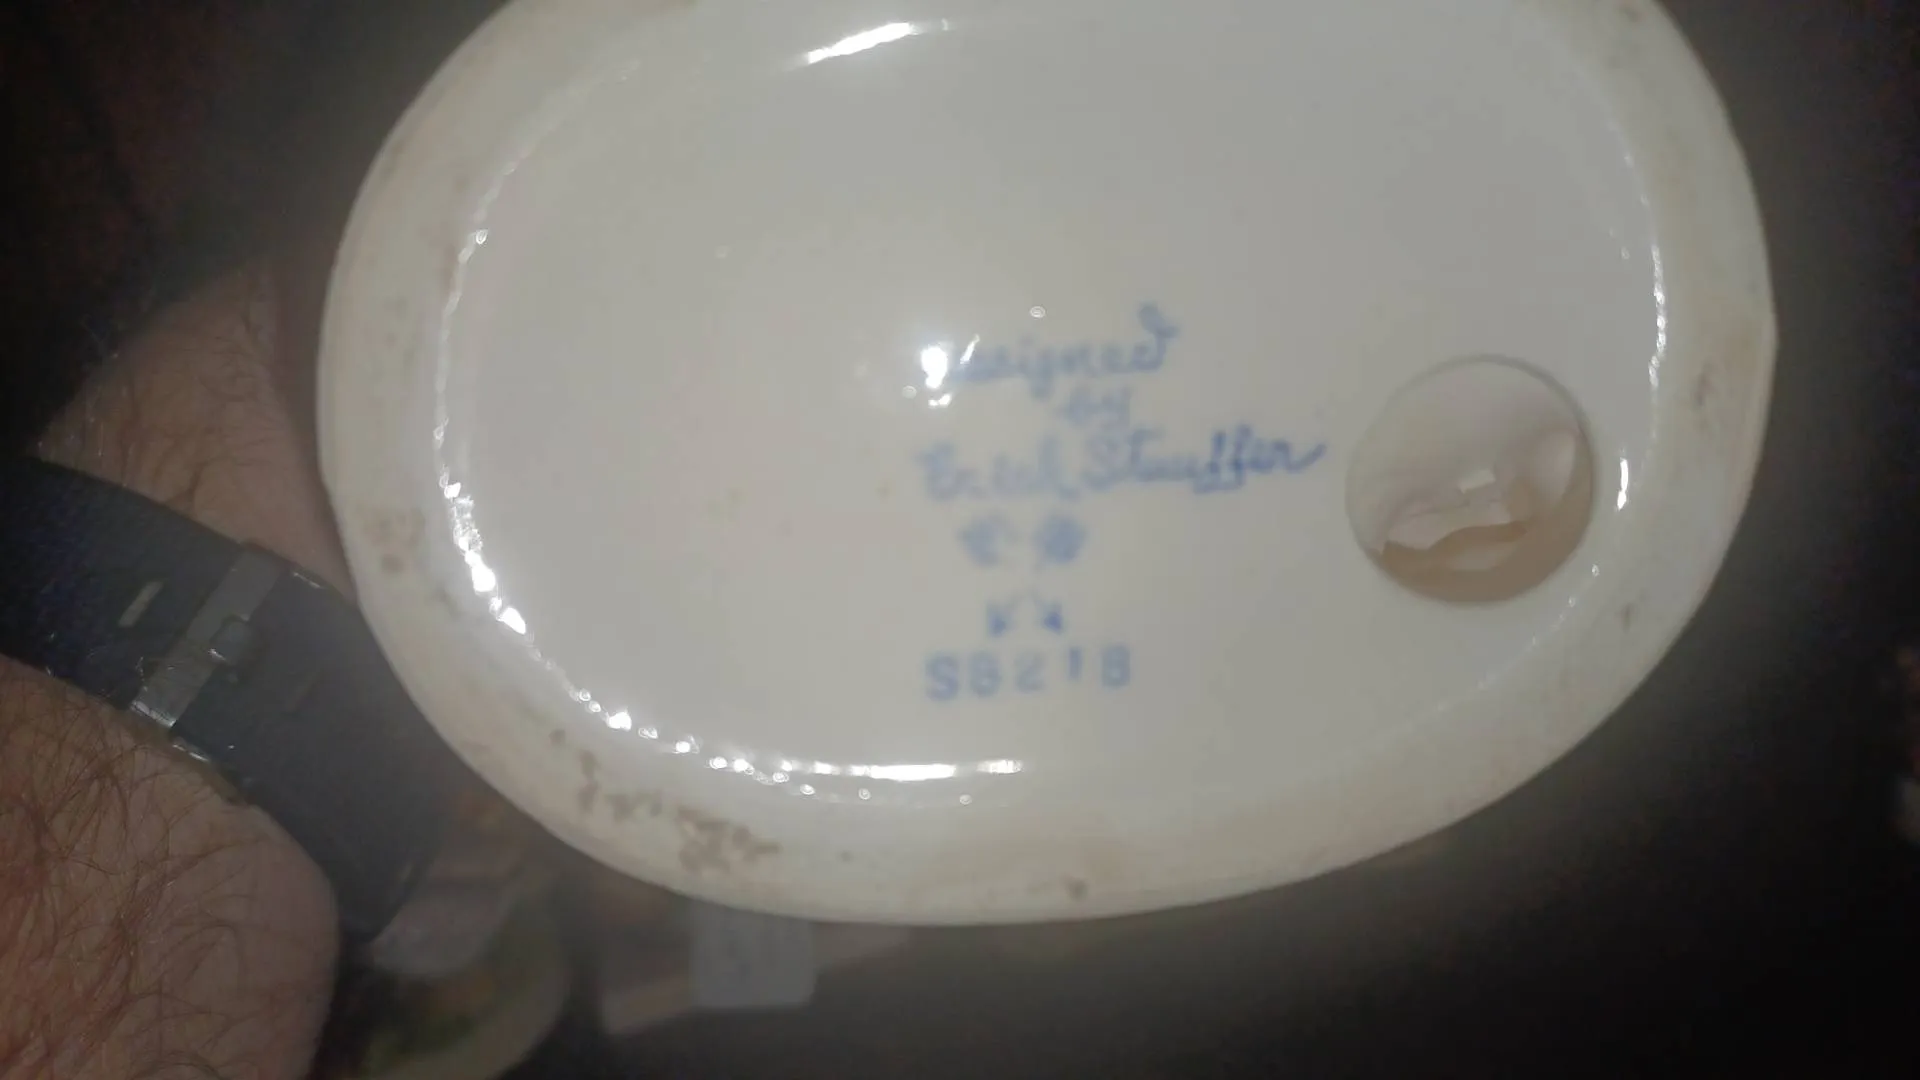 Designed
by
Erich Stauffer
S8218